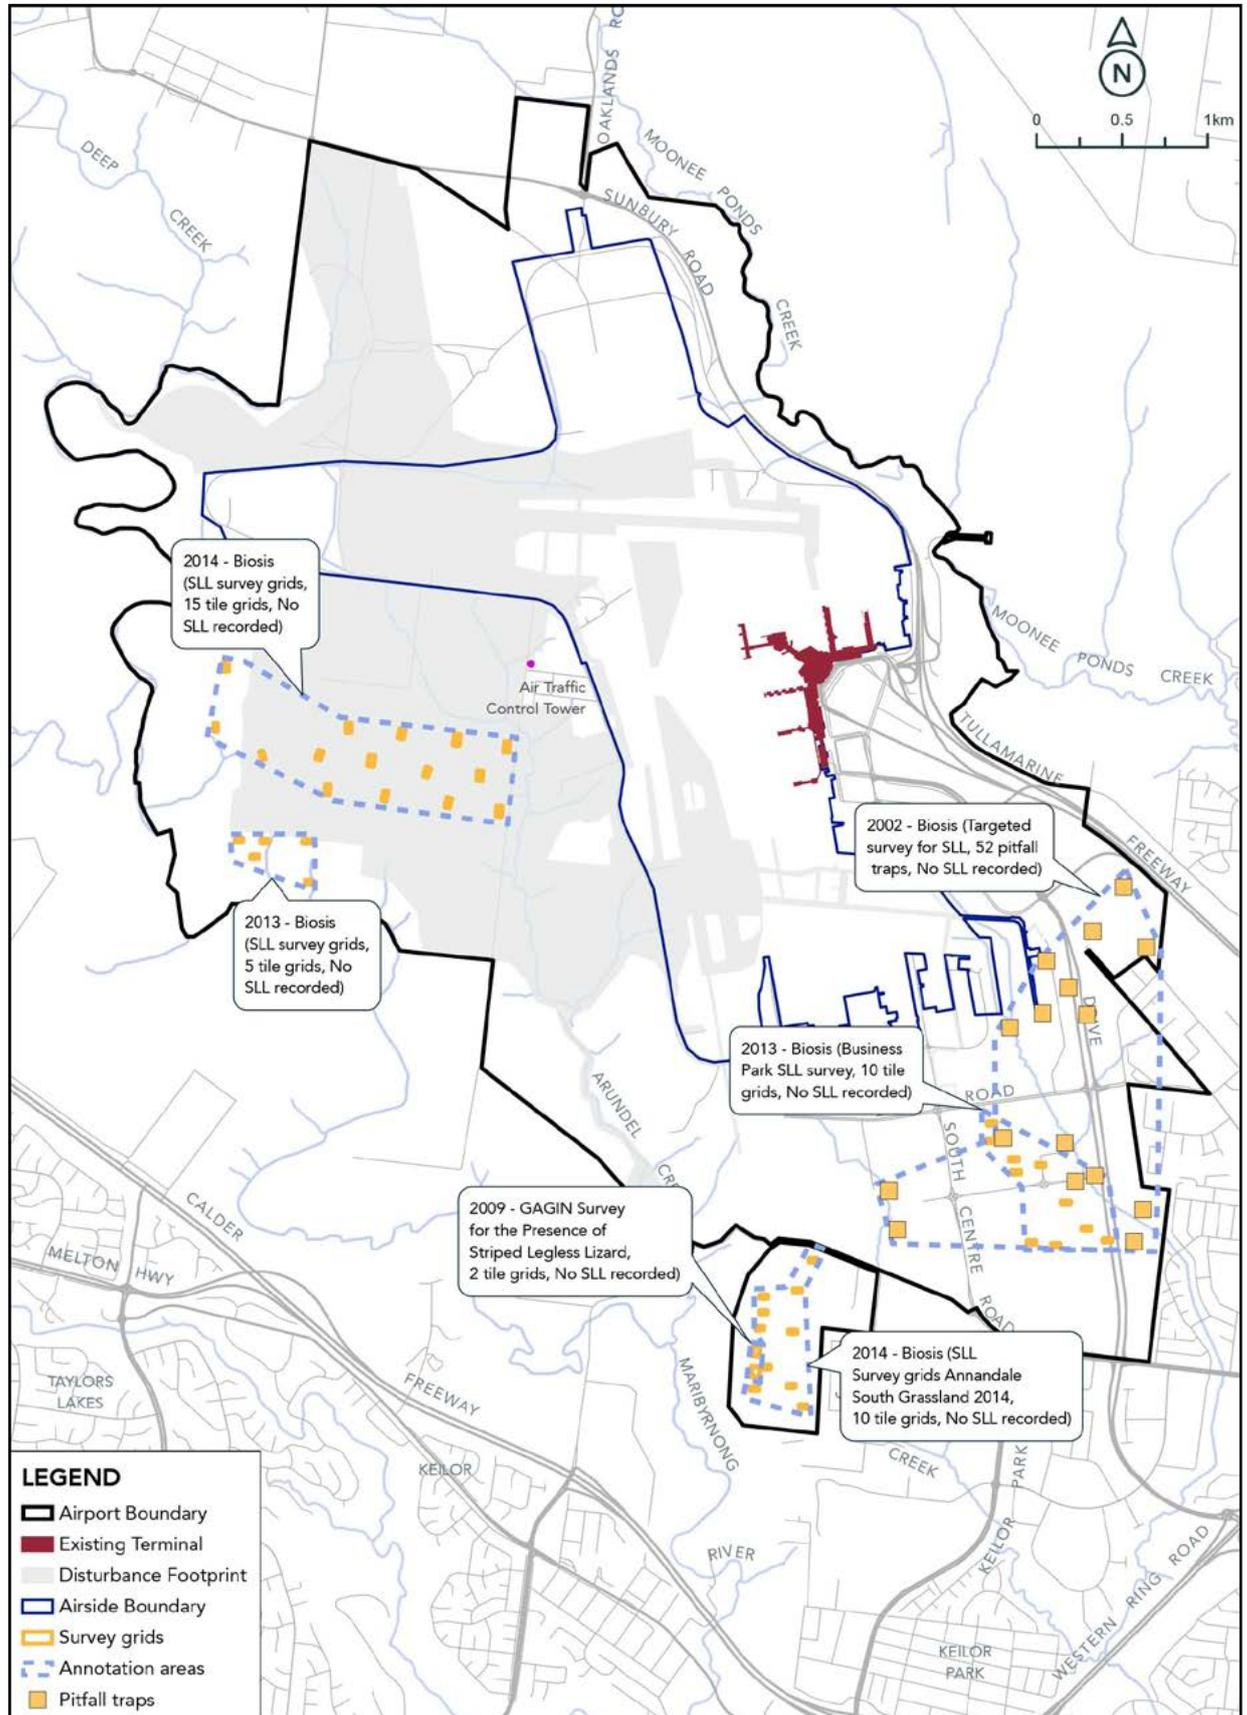 OAKLANDS RO
N
0
0.5
1km
DEEP
CREEK
MOONEE
PONDS
CREEK
SUNBURY
ROAD
2014 - Biosis
(SLL survey grids,
15 tile grids, No
SLL recorded)
MOONEE PONDS CREEK
Air Traffic
Control Tower
TULLAMARINE
FREEWAY
2002 - Biosis (Targeted
survey for SLL, 52 pitfall
traps, No SLL recorded)
2013 - Biosis
(SLL survey grids,
5 tile grids, No
SLL recorded)
DRIVE
2013 - Biosis (Business
Park SLL survey, 10 tile
grids, No SLL recorded)
ROAD
ARUNDEL
CRE
SOUTH
CENTRE
ROAD
CALDER
MELTON HWY
FREEWAY
2009 - GAGIN Survey
for the Presence of
Striped Legless Lizard,
2 tile grids, No SLL recorded)
2014 - Biosis (SLL
Survey grids Annandale
South Grassland 2014,
10 tile grids, No SLL recorded)
TAYLORS
LAKES
MARIBYRNONG
RIVER
KEILOR
CREEK
KEILOR PARK
KEILOR
PARK
WESTERN RING ROAD
LEGEND
Airport Boundary
Existing Terminal
Disturbance Footprint
Airside Boundary
Survey grids
Annotation areas
Pitfall traps